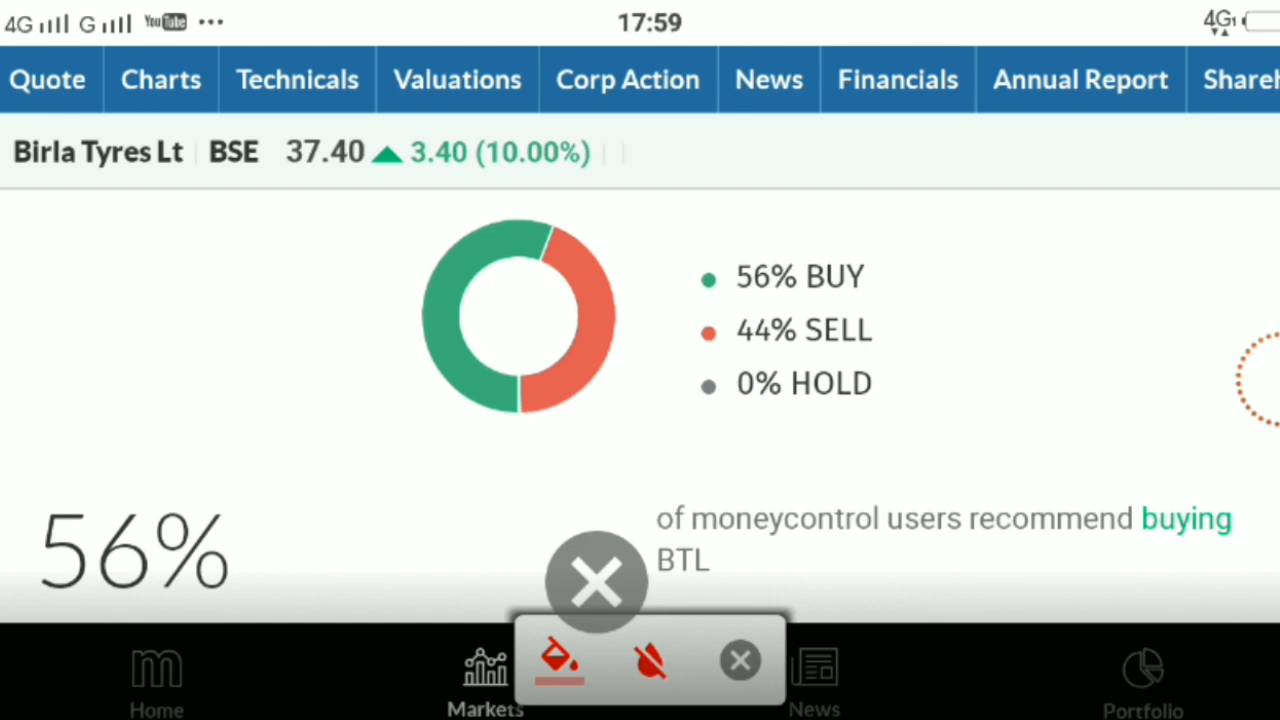 4G G YouTube ••• 17:59 4G
Quote Charts Technicals Valuations Corp Action News Financials Annual Report Shareh
Birla Tyres Lt BSE 37.40 3.40 (10.00%)
56% BUY
44% SELL
0% HOLD
56% of moneycontrol users recommend buying
BTL
Home Markets News Portfolio